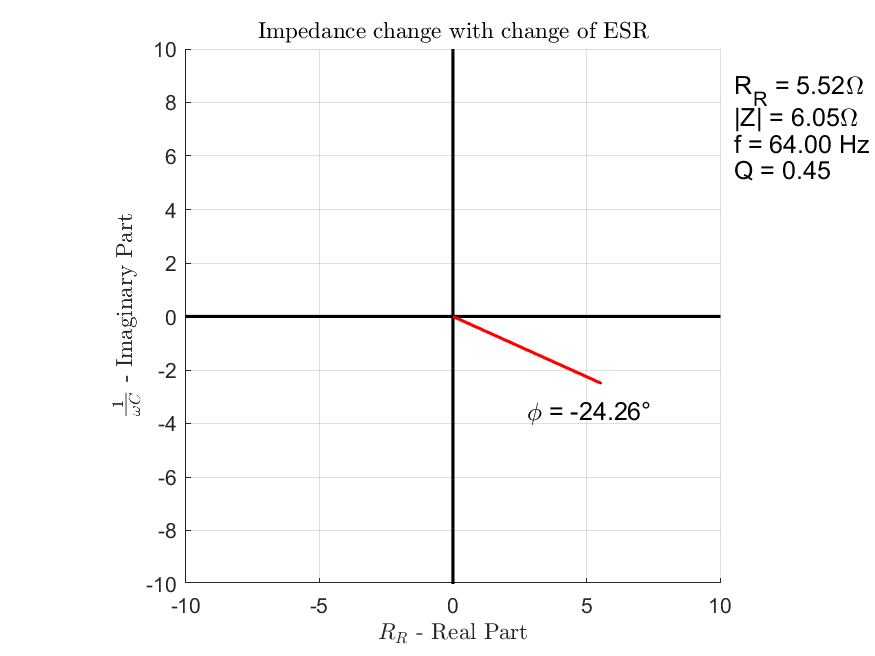 Impedance change with change of ESR
10
8
6
4
2
0
-2
-4
-6
-8
-10
-10
-5
0
5
10
1/ωC - Imaginary Part
R_R - Real Part
ϕ = -24.26°
R_R = 5.52Ω
|Z| = 6.05Ω
f = 64.00 Hz
Q = 0.45